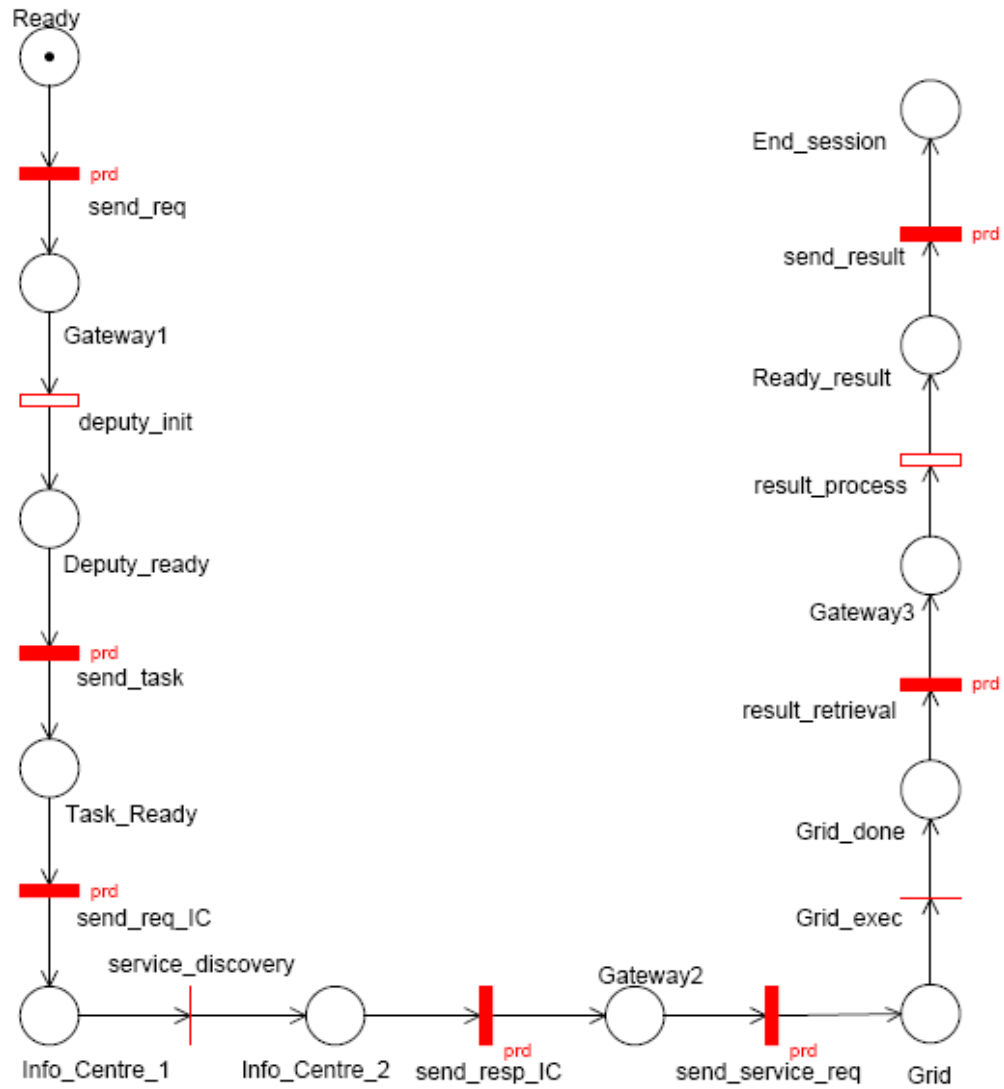 Ready
prd
send_req
Gateway1
deputy_init
Deputy_ready
prd
send_task
Task_Ready
prd
send_req_IC
service_discovery
Info_Centre_1
Info_Centre_2
prd
send_resp_IC
Gateway2
prd
send_service_req
Grid
Grid_exec
Grid_done
prd
result_retrieval
Gateway3
result_process
Ready_result
prd
send_result
End_session